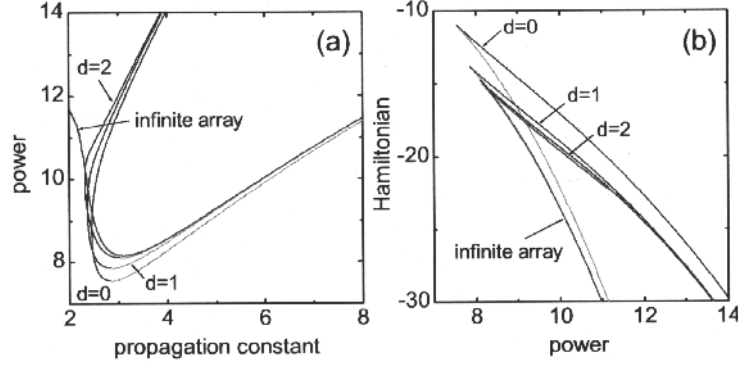 (a)
14
12
10
8
power
d=2
infinite array
d=1
d=0
2
4
6
8
propagation constant
(b)
-10
-20
-30
Hamiltonian
d=0
d=1
d=2
infinite array
8
10
12
14
power